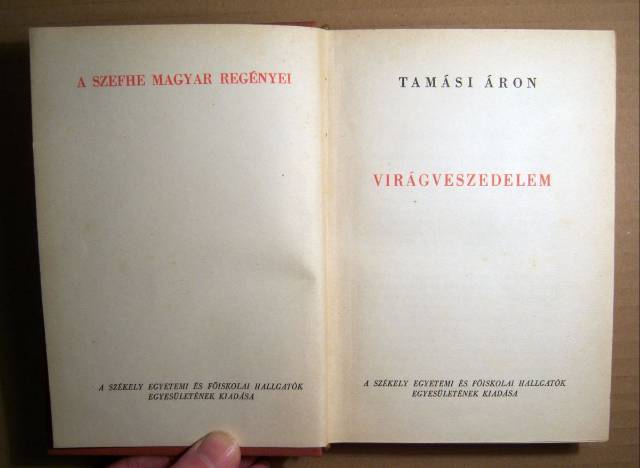 A SZEFHE MAGYAR REGÉNYEI
A SZÉKELY EGYETEMI ÉS FŐISKOLAI HALLGATÓK
EGYESÜLETÉNEK KIADÁSA
TAMÁSI ÁRON
VIRÁGVESZEDELEM
A SZÉKELY EGYETEMI ÉS FŐISKOLAI HALLGATÓK
EGYESÜLETÉNEK KIADÁSA